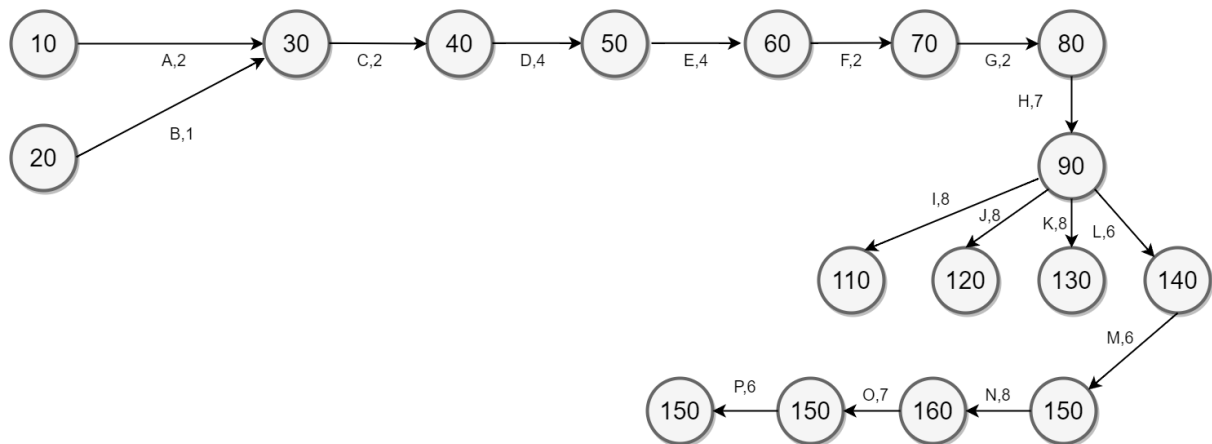 10 30 40 50 60 70 80
A,2 C,2 D,4 E,4 F,2 G,2
H,7
B,1
20
90
I,8 J,8 K,8 L,6
110 120 130 140
M,6
P,6 O,7 N,8
150 150 160 150